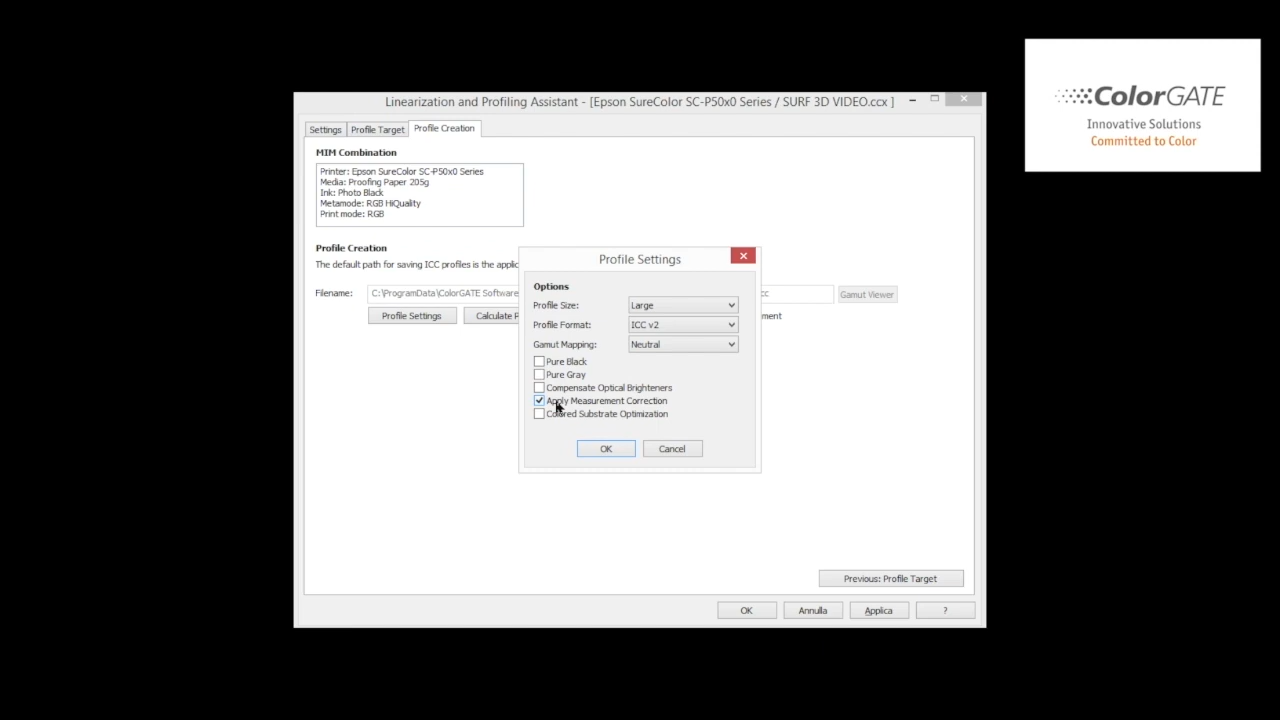 ColorGATE
Innovative Solutions
Committed to Color
Linearization and Profiling Assistant - [Epson SureColor SC-P50x0 Series / SURF 3D VIDEO.ccx ]
Settings
Profile Target
Profile Creation
MIM Combination
Printer: Epson SureColor SC-P50x0 Series
Media: Proofing Paper 205g
Ink: Photo Black
Metamode: RGB HiQuality
Print mode: RGB
Profile Creation
The default path for saving ICC profiles is the applic
Filename:
C:\ProgramData\ColorGATE Software
cc
Gamut Viewer
Profile Settings
Calculate P
ment
Profile Settings
Options
Profile Size:
Large
Profile Format:
ICC v2
Gamut Mapping:
Neutral
Pure Black
Pure Gray
Compensate Optical Brighteners
Apply Measurement Correction
Colored Substrate Optimization
OK
Cancel
Previous: Profile Target
OK
Annulla
Applica
?